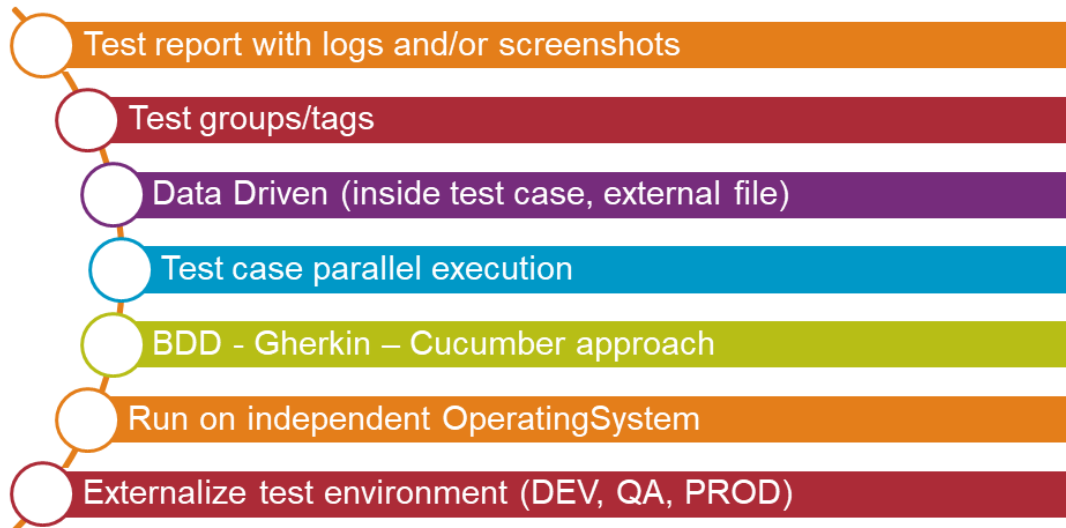 Test report with logs and/or screenshots
Test groups/tags
Data Driven (inside test case, external file)
Test case parallel execution
BDD - Gherkin – Cucumber approach
Run on independent OperatingSystem
Externalize test environment (DEV, QA, PROD)